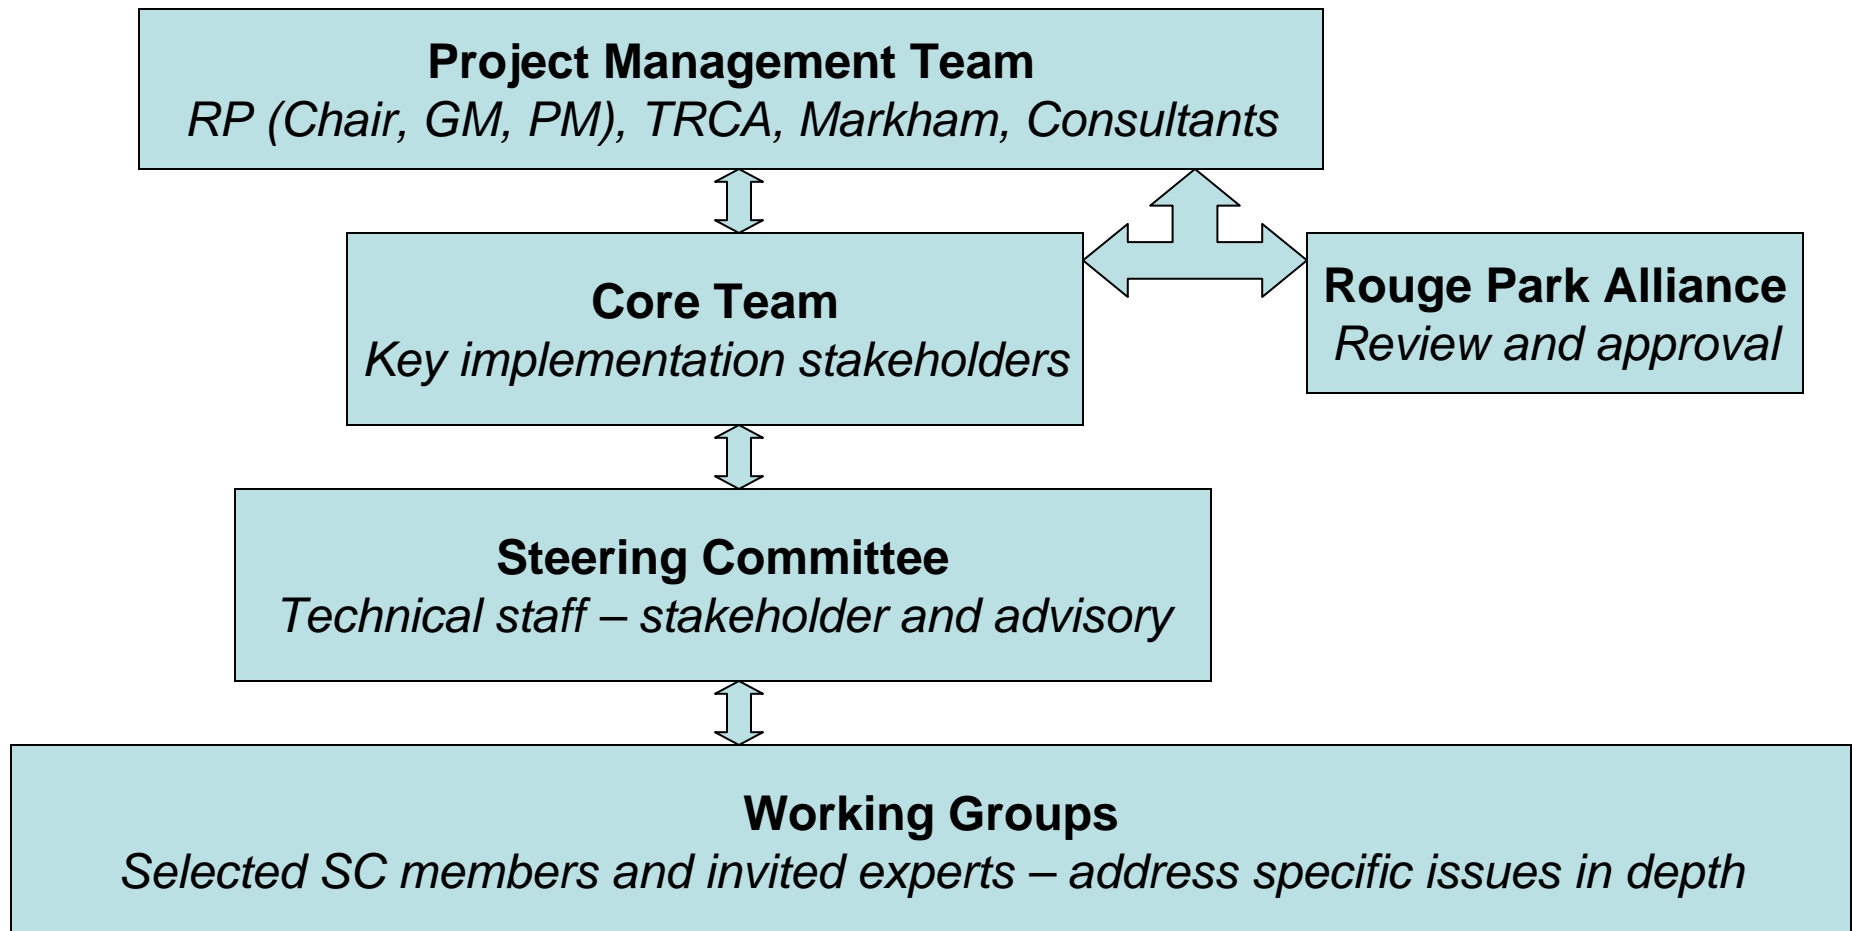 Project Management Team
RP (Chair, GM, PM), TRCA, Markham, Consultants
Core Team
Key implementation stakeholders
Rouge Park Alliance
Review and approval
Steering Committee
Technical staff – stakeholder and advisory
Working Groups
Selected SC members and invited experts – address specific issues in depth